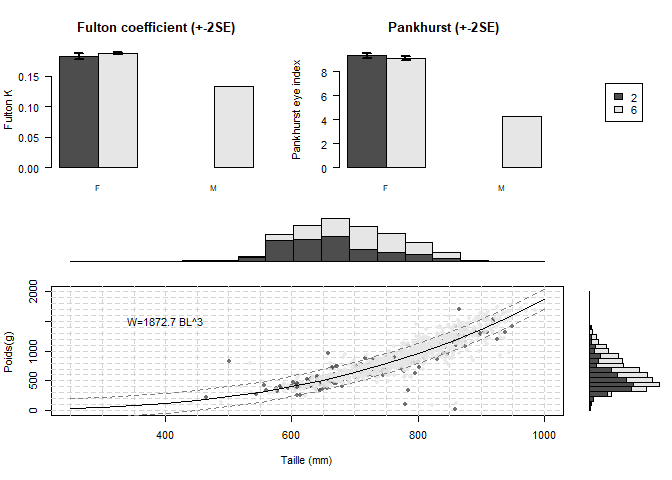 Fulton coefficient (+-2SE)
Pankhurst (+-2SE)
Fulton K
0.00
0.05
0.10
0.15
F
M
Pankhurst eye index
0
2
4
6
8
F
M
2
6
Poids(g)
0
500
1000
2000
W=1872.7 BL^3
400
600
800
1000
Taille (mm)